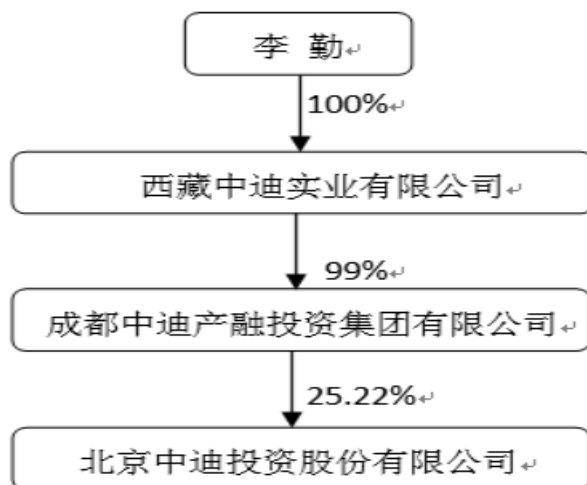 李 勤↵
100%↵
西藏中迪实业有限公司↵
99%↵
成都中迪产融投资集团有限公司↵
25.22%↵
北京中迪投资股份有限公司↵